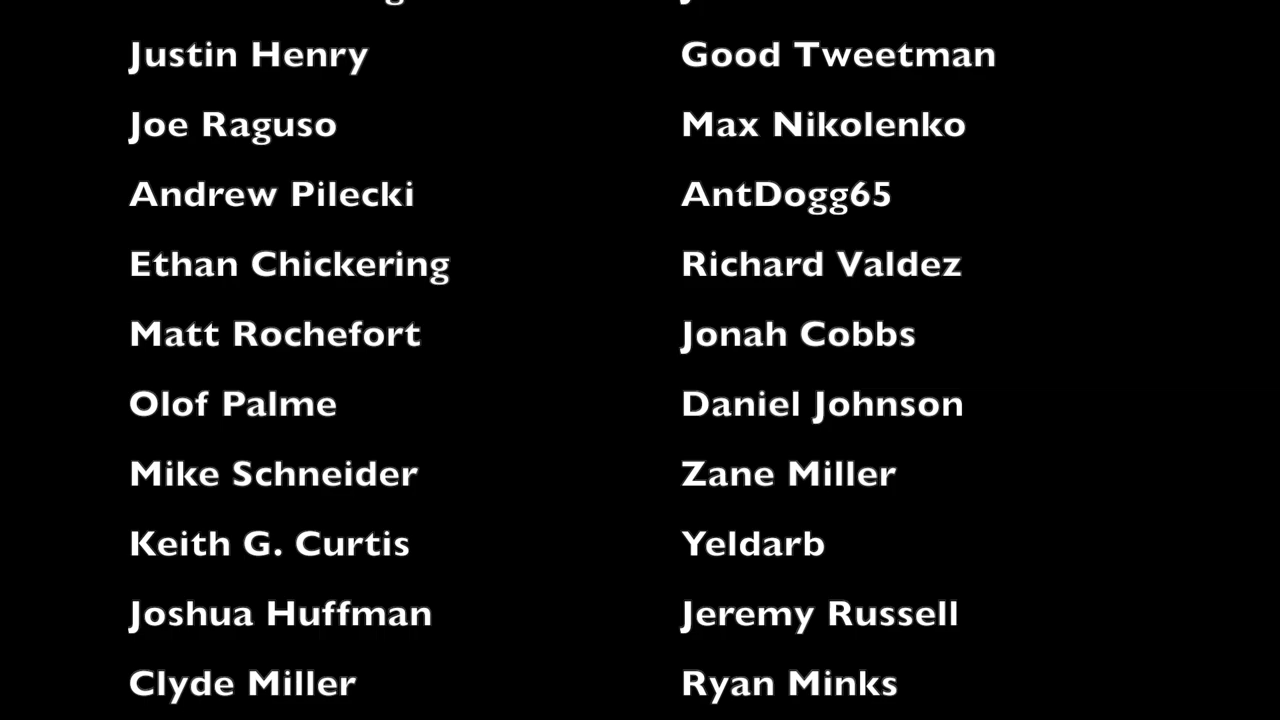 Justin Henry
Good Tweetman
Joe Raguso
Max Nikolenko
Andrew Pilecki
AntDogg65
Ethan Chickering
Richard Valdez
Matt Rochefort
Jonah Cobbs
Olof Palme
Daniel Johnson
Mike Schneider
Zane Miller
Keith G. Curtis
Yeldarb
Joshua Huffman
Jeremy Russell
Clyde Miller
Ryan Minks